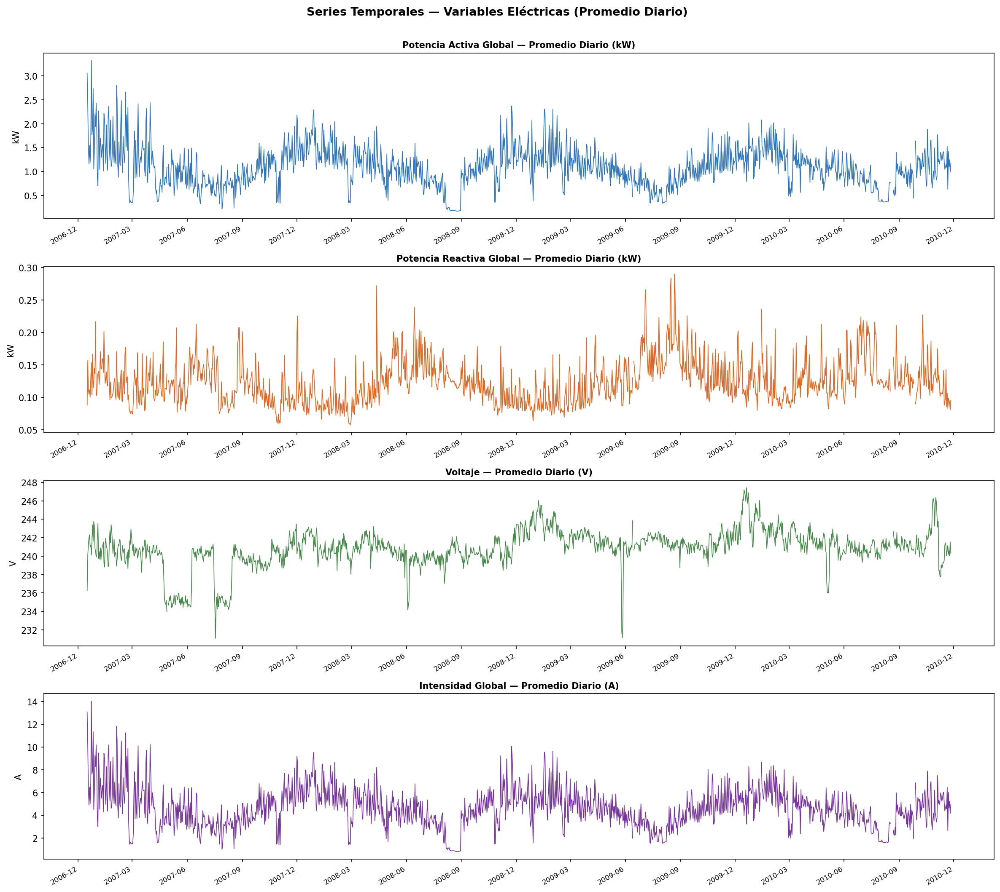 Series Temporales — Variables Eléctricas (Promedio Diario)
Potencia Activa Global — Promedio Diario (kW)
kW
3.0
2.5
2.0
1.5
1.0
0.5
2006-12 2007-03 2007-06 2007-09 2007-12 2008-03 2008-06 2008-09 2008-12 2009-03 2009-06 2009-09 2009-12 2010-03 2010-06 2010-09 2010-12
Potencia Reactiva Global — Promedio Diario (kW)
kW
0.30
0.25
0.20
0.15
0.10
0.05
2006-12 2007-03 2007-06 2007-09 2007-12 2008-03 2008-06 2008-09 2008-12 2009-03 2009-06 2009-09 2009-12 2010-03 2010-06 2010-09 2010-12
Voltaje — Promedio Diario (V)
V
248
246
244
242
240
238
236
234
232
2006-12 2007-03 2007-06 2007-09 2007-12 2008-03 2008-06 2008-09 2008-12 2009-03 2009-06 2009-09 2009-12 2010-03 2010-06 2010-09 2010-12
Intensidad Global — Promedio Diario (A)
A
14
12
10
8
6
4
2
2006-12 2007-03 2007-06 2007-09 2007-12 2008-03 2008-06 2008-09 2008-12 2009-03 2009-06 2009-09 2009-12 2010-03 2010-06 2010-09 2010-12